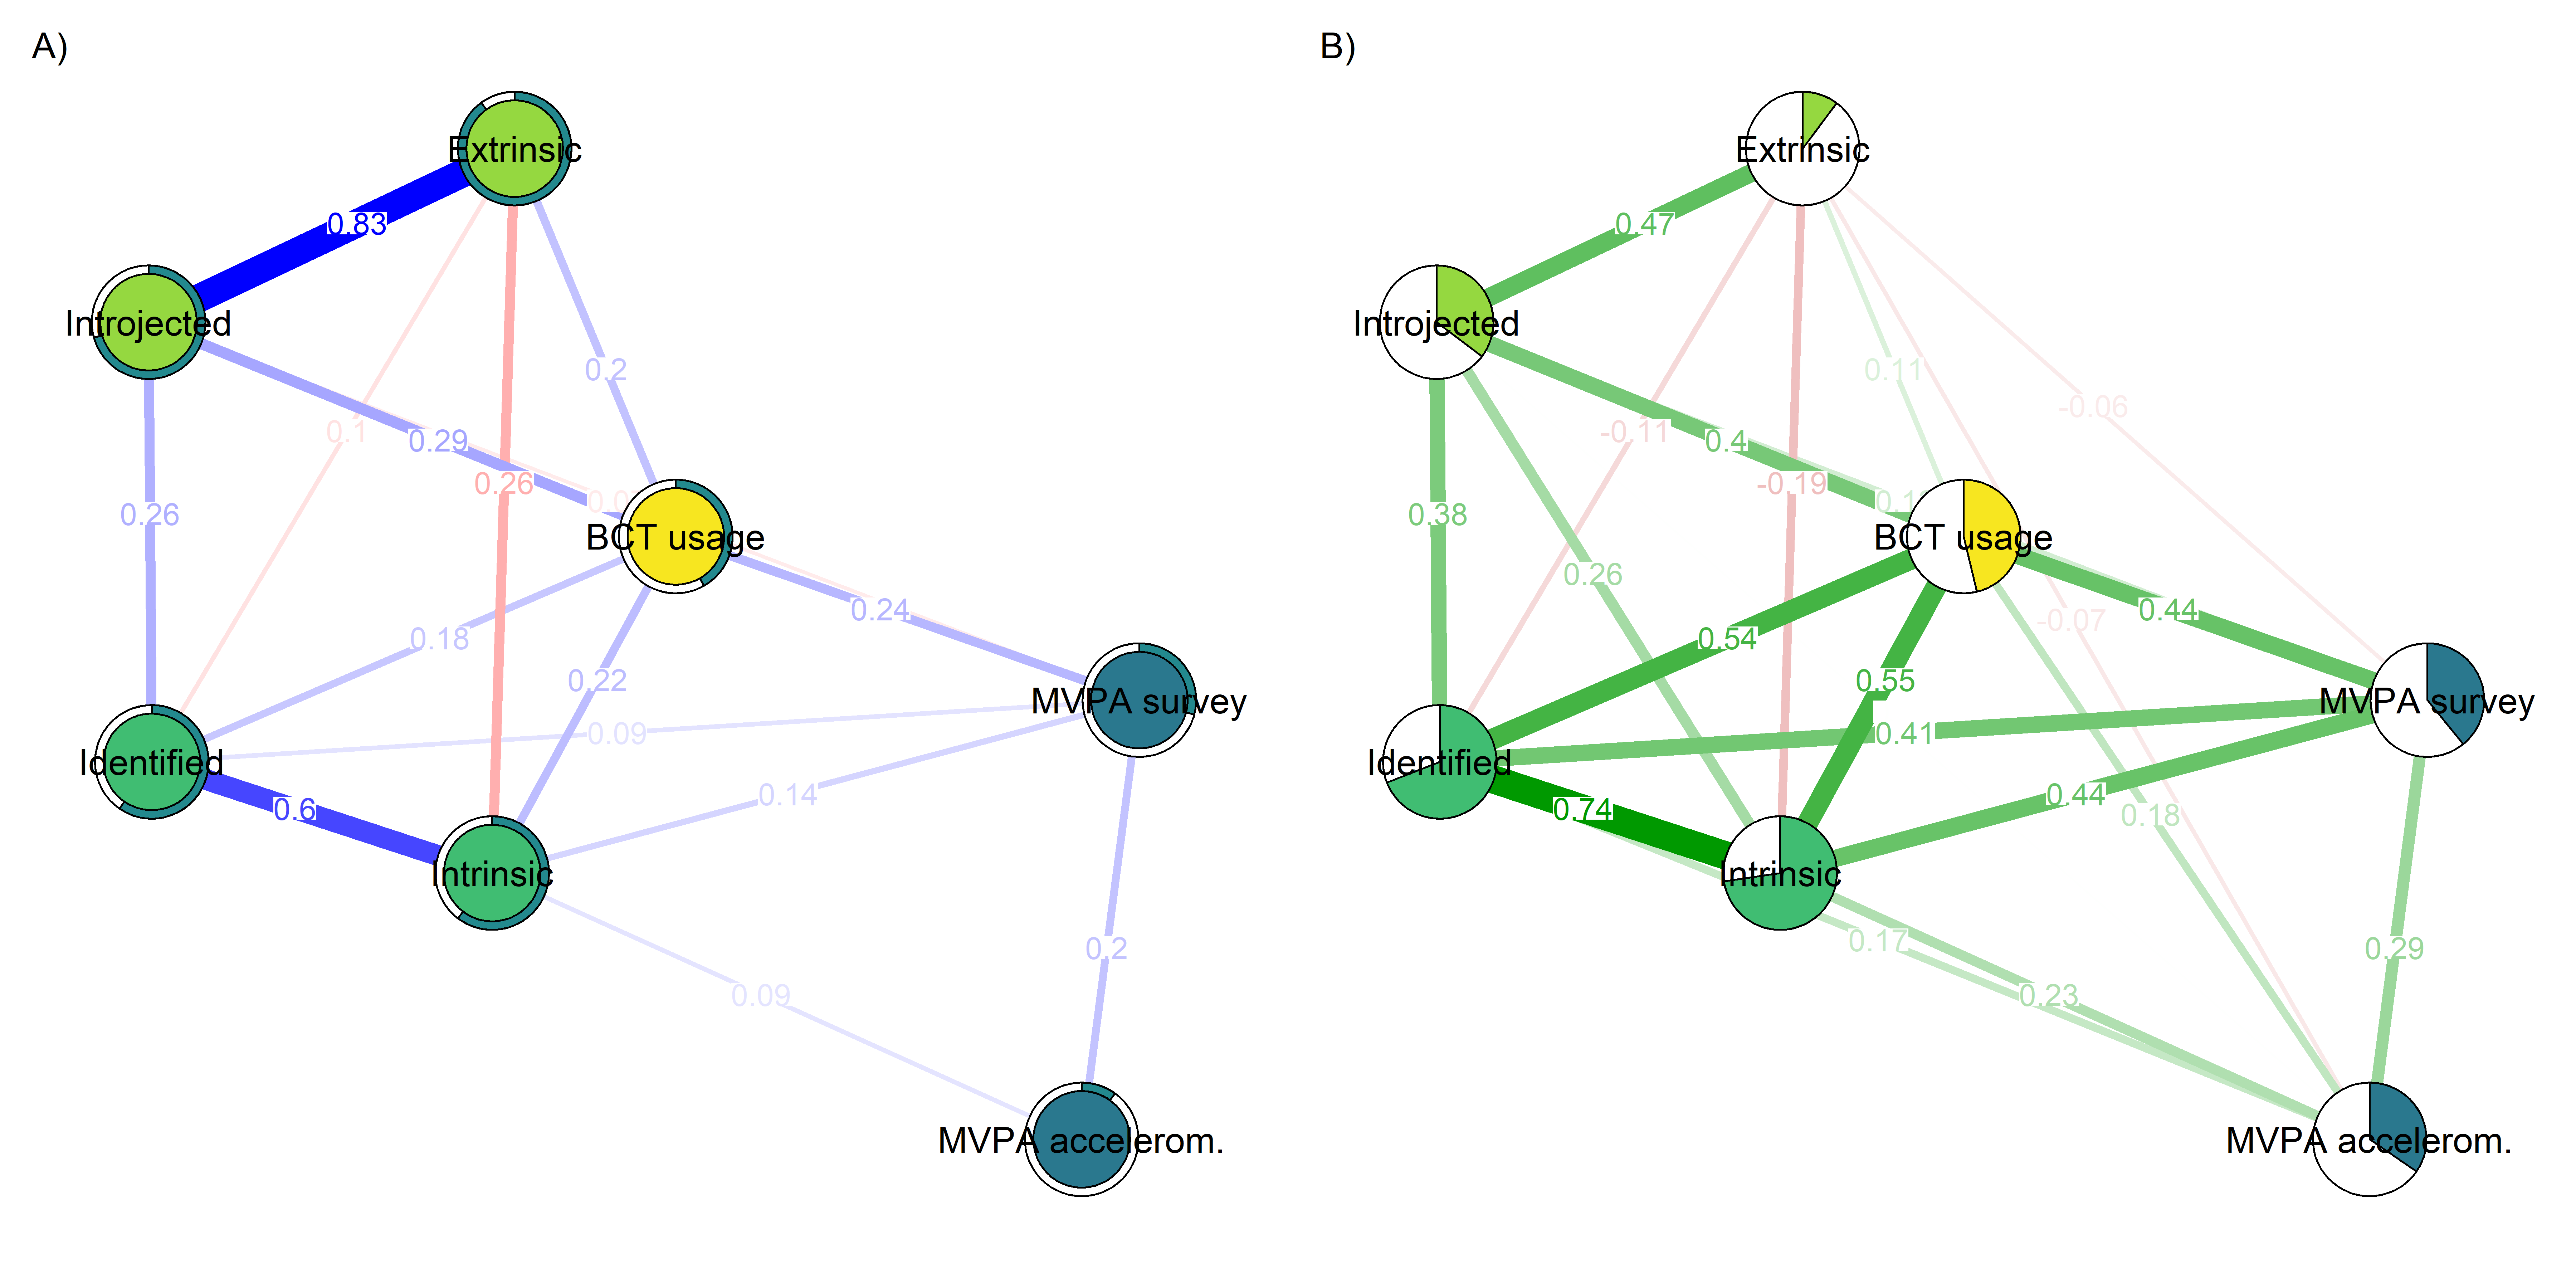 A)
Extrinsic
0.83
Introjected
0.2
0.1
0.29
0.26
0.26
BCT usage
0.24
0.18
0.22
MVPA survey
0.09
Identified
0.14
0.6
Intrinsic
0.2
0.09
MVPA accelerom.
B)
Extrinsic
0.47
Introjected
0.11
-0.06
-0.11
0.4
-0.19
0.38
BCT usage
0.26
0.44
-0.07
0.54
0.55
MVPA survey
0.41
Identified
0.44
0.74
0.18
Intrinsic
0.17
0.29
0.23
MVPA accelerom.